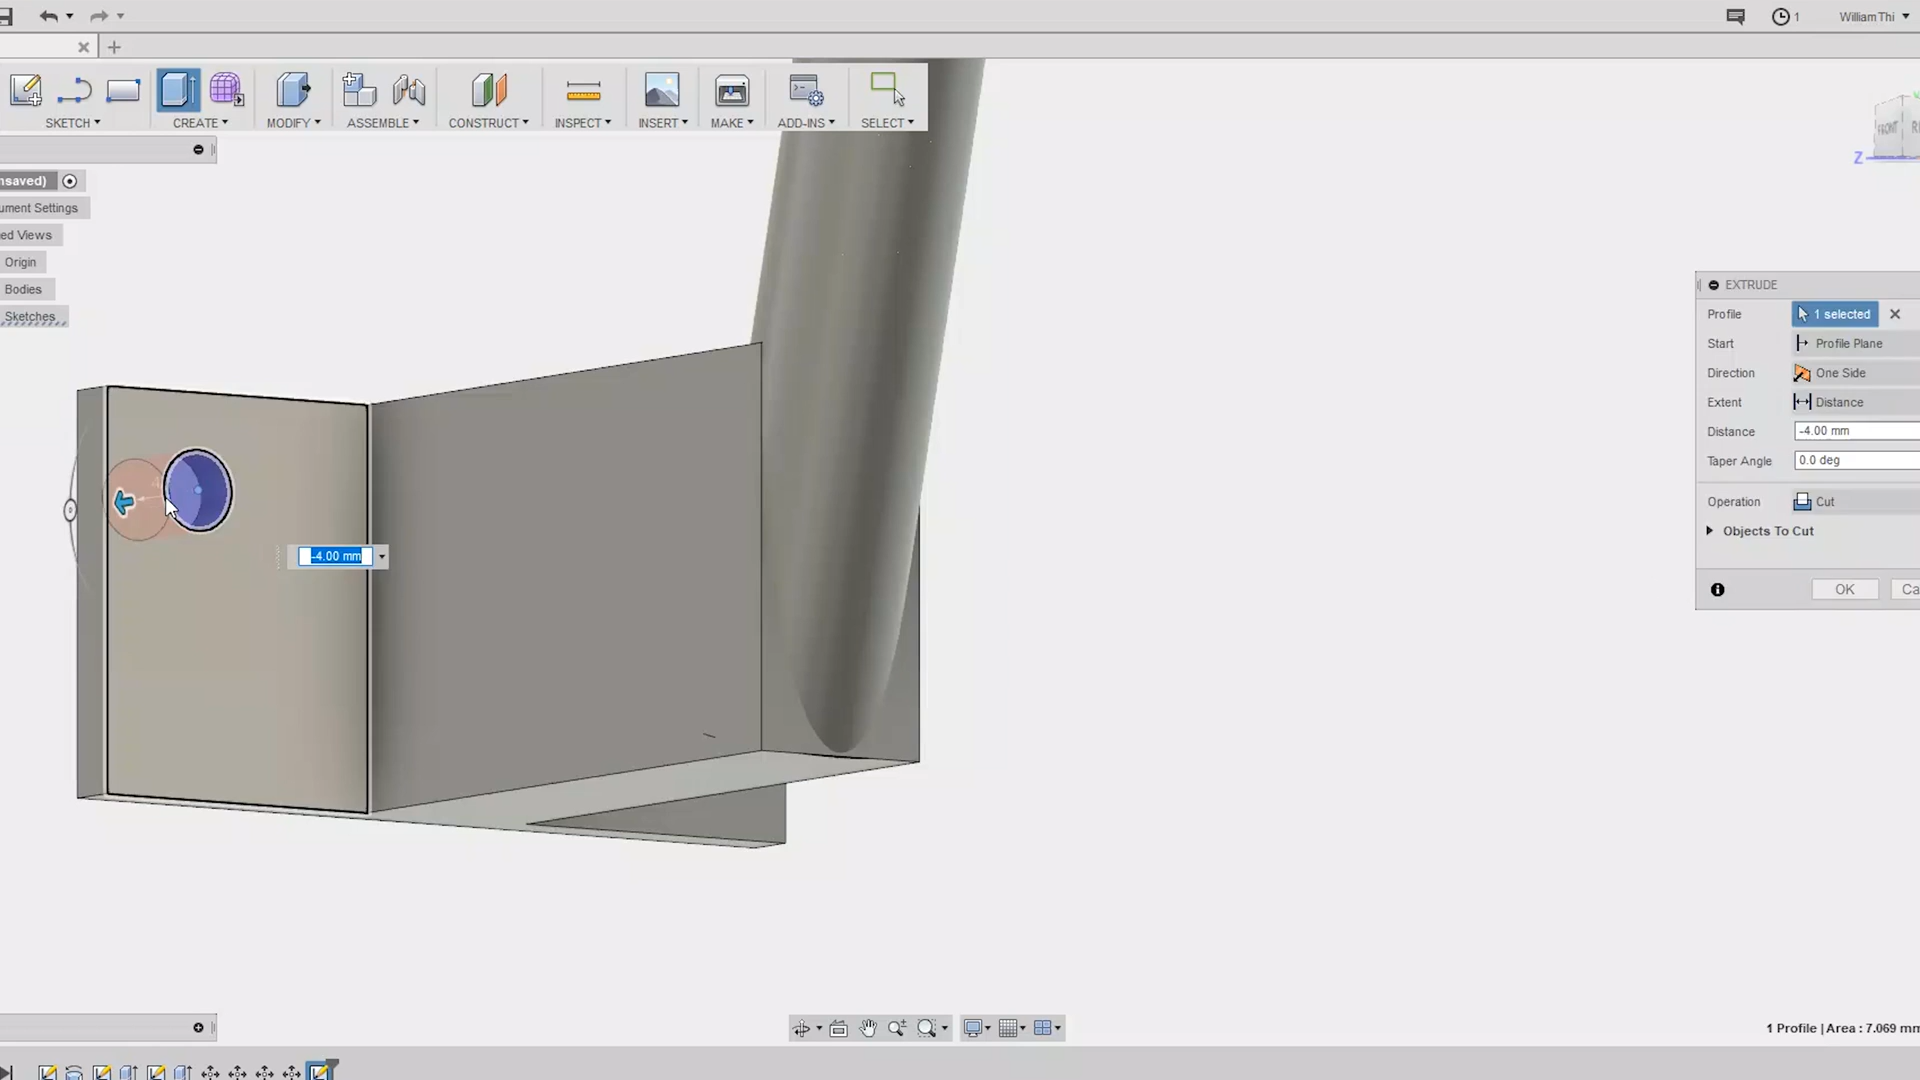 1
WilliamThi
SKETCH
CREATE
MODIFY
ASSEMBLE
CONSTRUCT
INSPECT
INSERT
MAKE
ADD-INS
SELECT
FRONT
Z
nsaved)
ument Settings
ed Views
Origin
Bodies
Sketches
EXTRUDE
Profile 1 selected
Start Profile Plane
Direction One Side
Extent Distance
Distance -4.00 mm
Taper Angle 0.0 deg
Operation Cut
Objects To Cut
OK Ca
-4.00 mm
1 Profile | Area : 7.069 mm